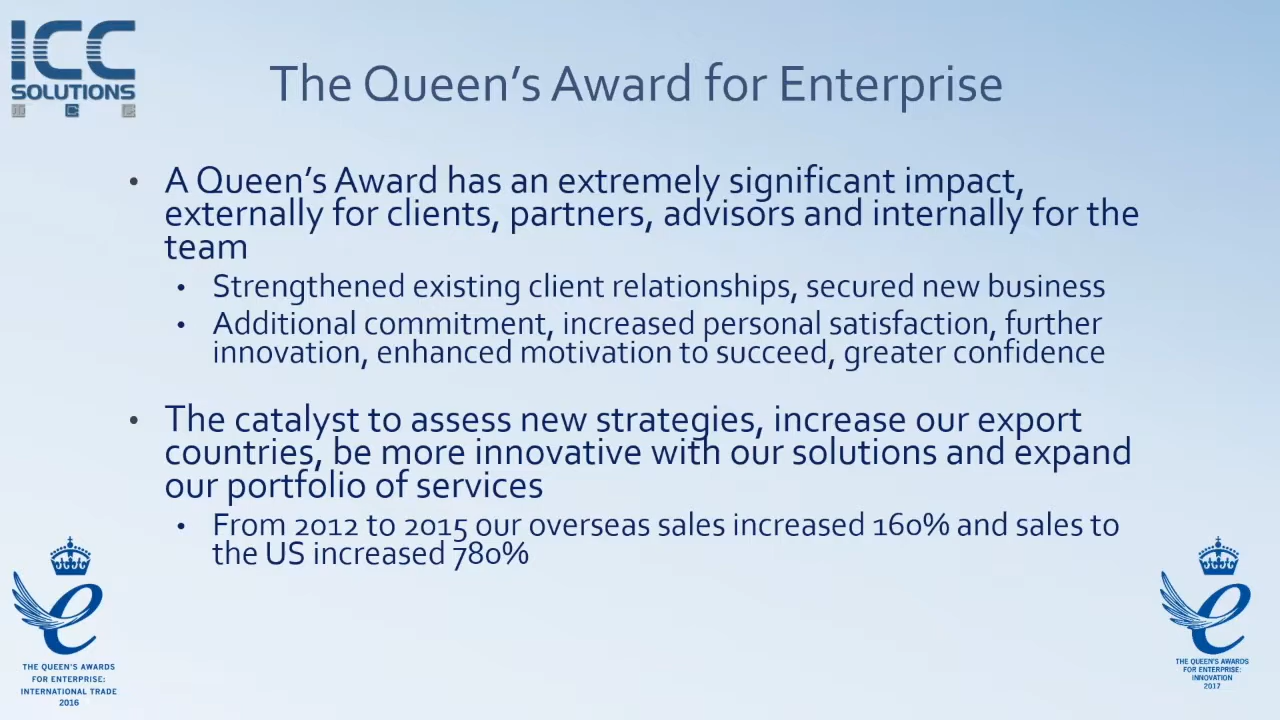 ICC
SOLUTIONS
The Queen's Award for Enterprise
• A Queen's Award has an extremely significant impact,
externally for clients, partners, advisors and internally for the
team
• Strengthened existing client relationships, secured new business
• Additional commitment, increased personal satisfaction, further
innovation, enhanced motivation to succeed, greater confidence
• The catalyst to assess new strategies, increase our export
countries, be more innovative with our solutions and expand
our portfolio of services
• From 2012 to 2015 our overseas sales increased 160% and sales to
the US increased 780%
THE QUEEN'S AWARDS
FOR ENTERPRISE:
INTERNATIONAL TRADE
2016
THE QUEEN'S AWARDS
FOR ENTERPRISE:
INNOVATION
2017